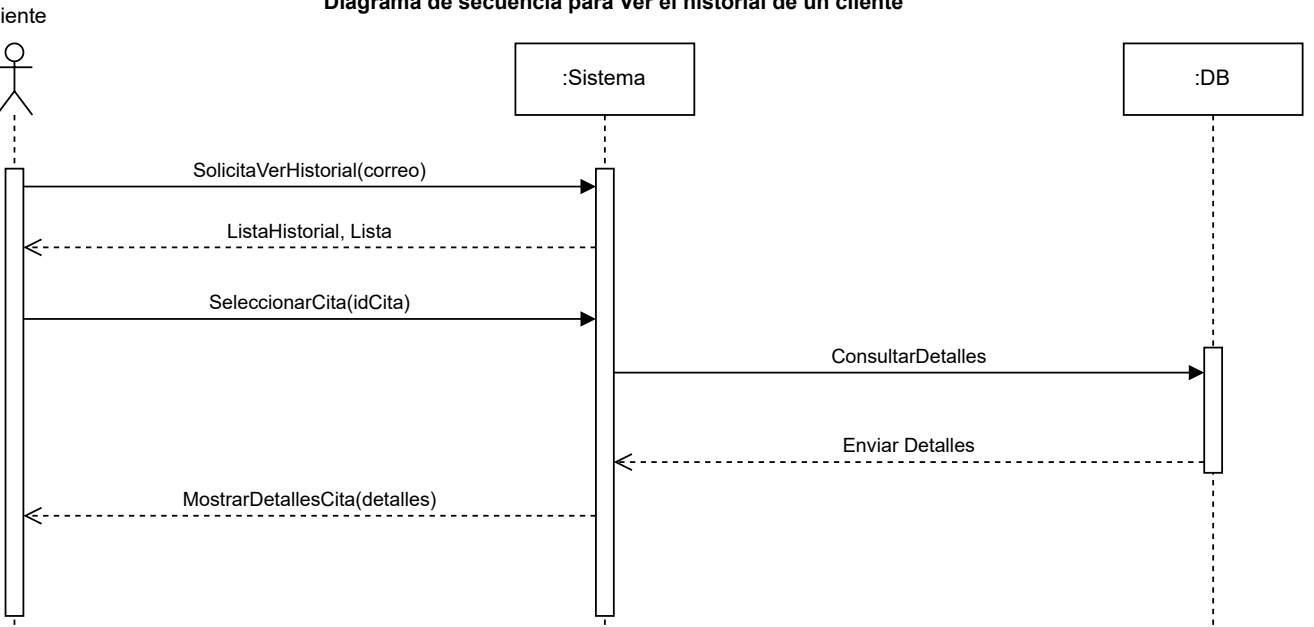 Diagrama de secuencia para ver el historial de un cliente
iente
:Sistema
:DB
SolicitaVerHistorial(correo)
ListaHistorial, Lista
SeleccionarCita(idCita)
ConsultarDetalles
Enviar Detalles
MostrarDetallesCita(detalles)